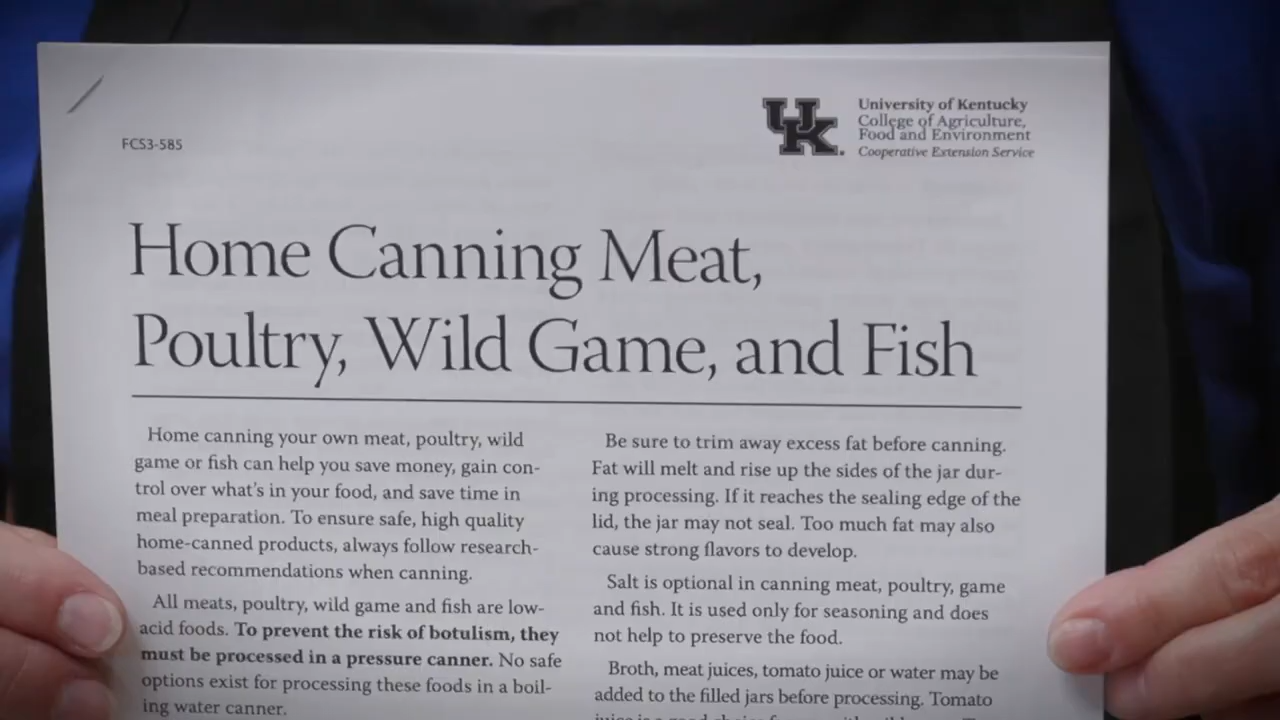 FCS3-585
UK
University of Kentucky
College of Agriculture,
Food and Environment
Cooperative Extension Service
Home Canning Meat,
Poultry, Wild Game, and Fish
Home canning your own meat, poultry, wild
game or fish can help you save money, gain con-
trol over what's in your food, and save time in
meal preparation. To ensure safe, high quality
home-canned products, always follow research-
based recommendations when canning.
All meats, poultry, wild game and fish are low-
acid foods. To prevent the risk of botulism, they
must be processed in a pressure canner. No safe
options exist for processing these foods in a boil-
ing water canner.
Be sure to trim away excess fat before canning.
Fat will melt and rise up the sides of the jar dur-
ing processing. If it reaches the sealing edge of the
lid, the jar may not seal. Too much fat may also
cause strong flavors to develop.
Salt is optional in canning meat, poultry, game
and fish. It is used only for seasoning and does
not help to preserve the food.
Broth, meat juices, tomato juice or water may be
added to the filled jars before processing. Tomato